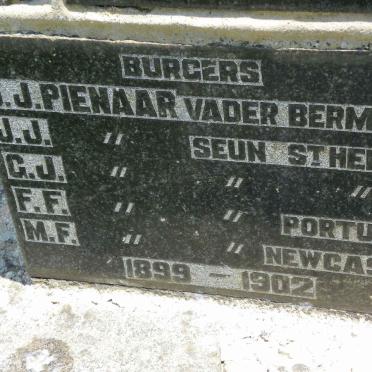 BURGERS
J.J. PIENAAR VADER BERM
J.J. " SEUN ST HE
G.J. " "
F.F. " " PORTU
M.F. " " NEWCAS
1899 – 1902